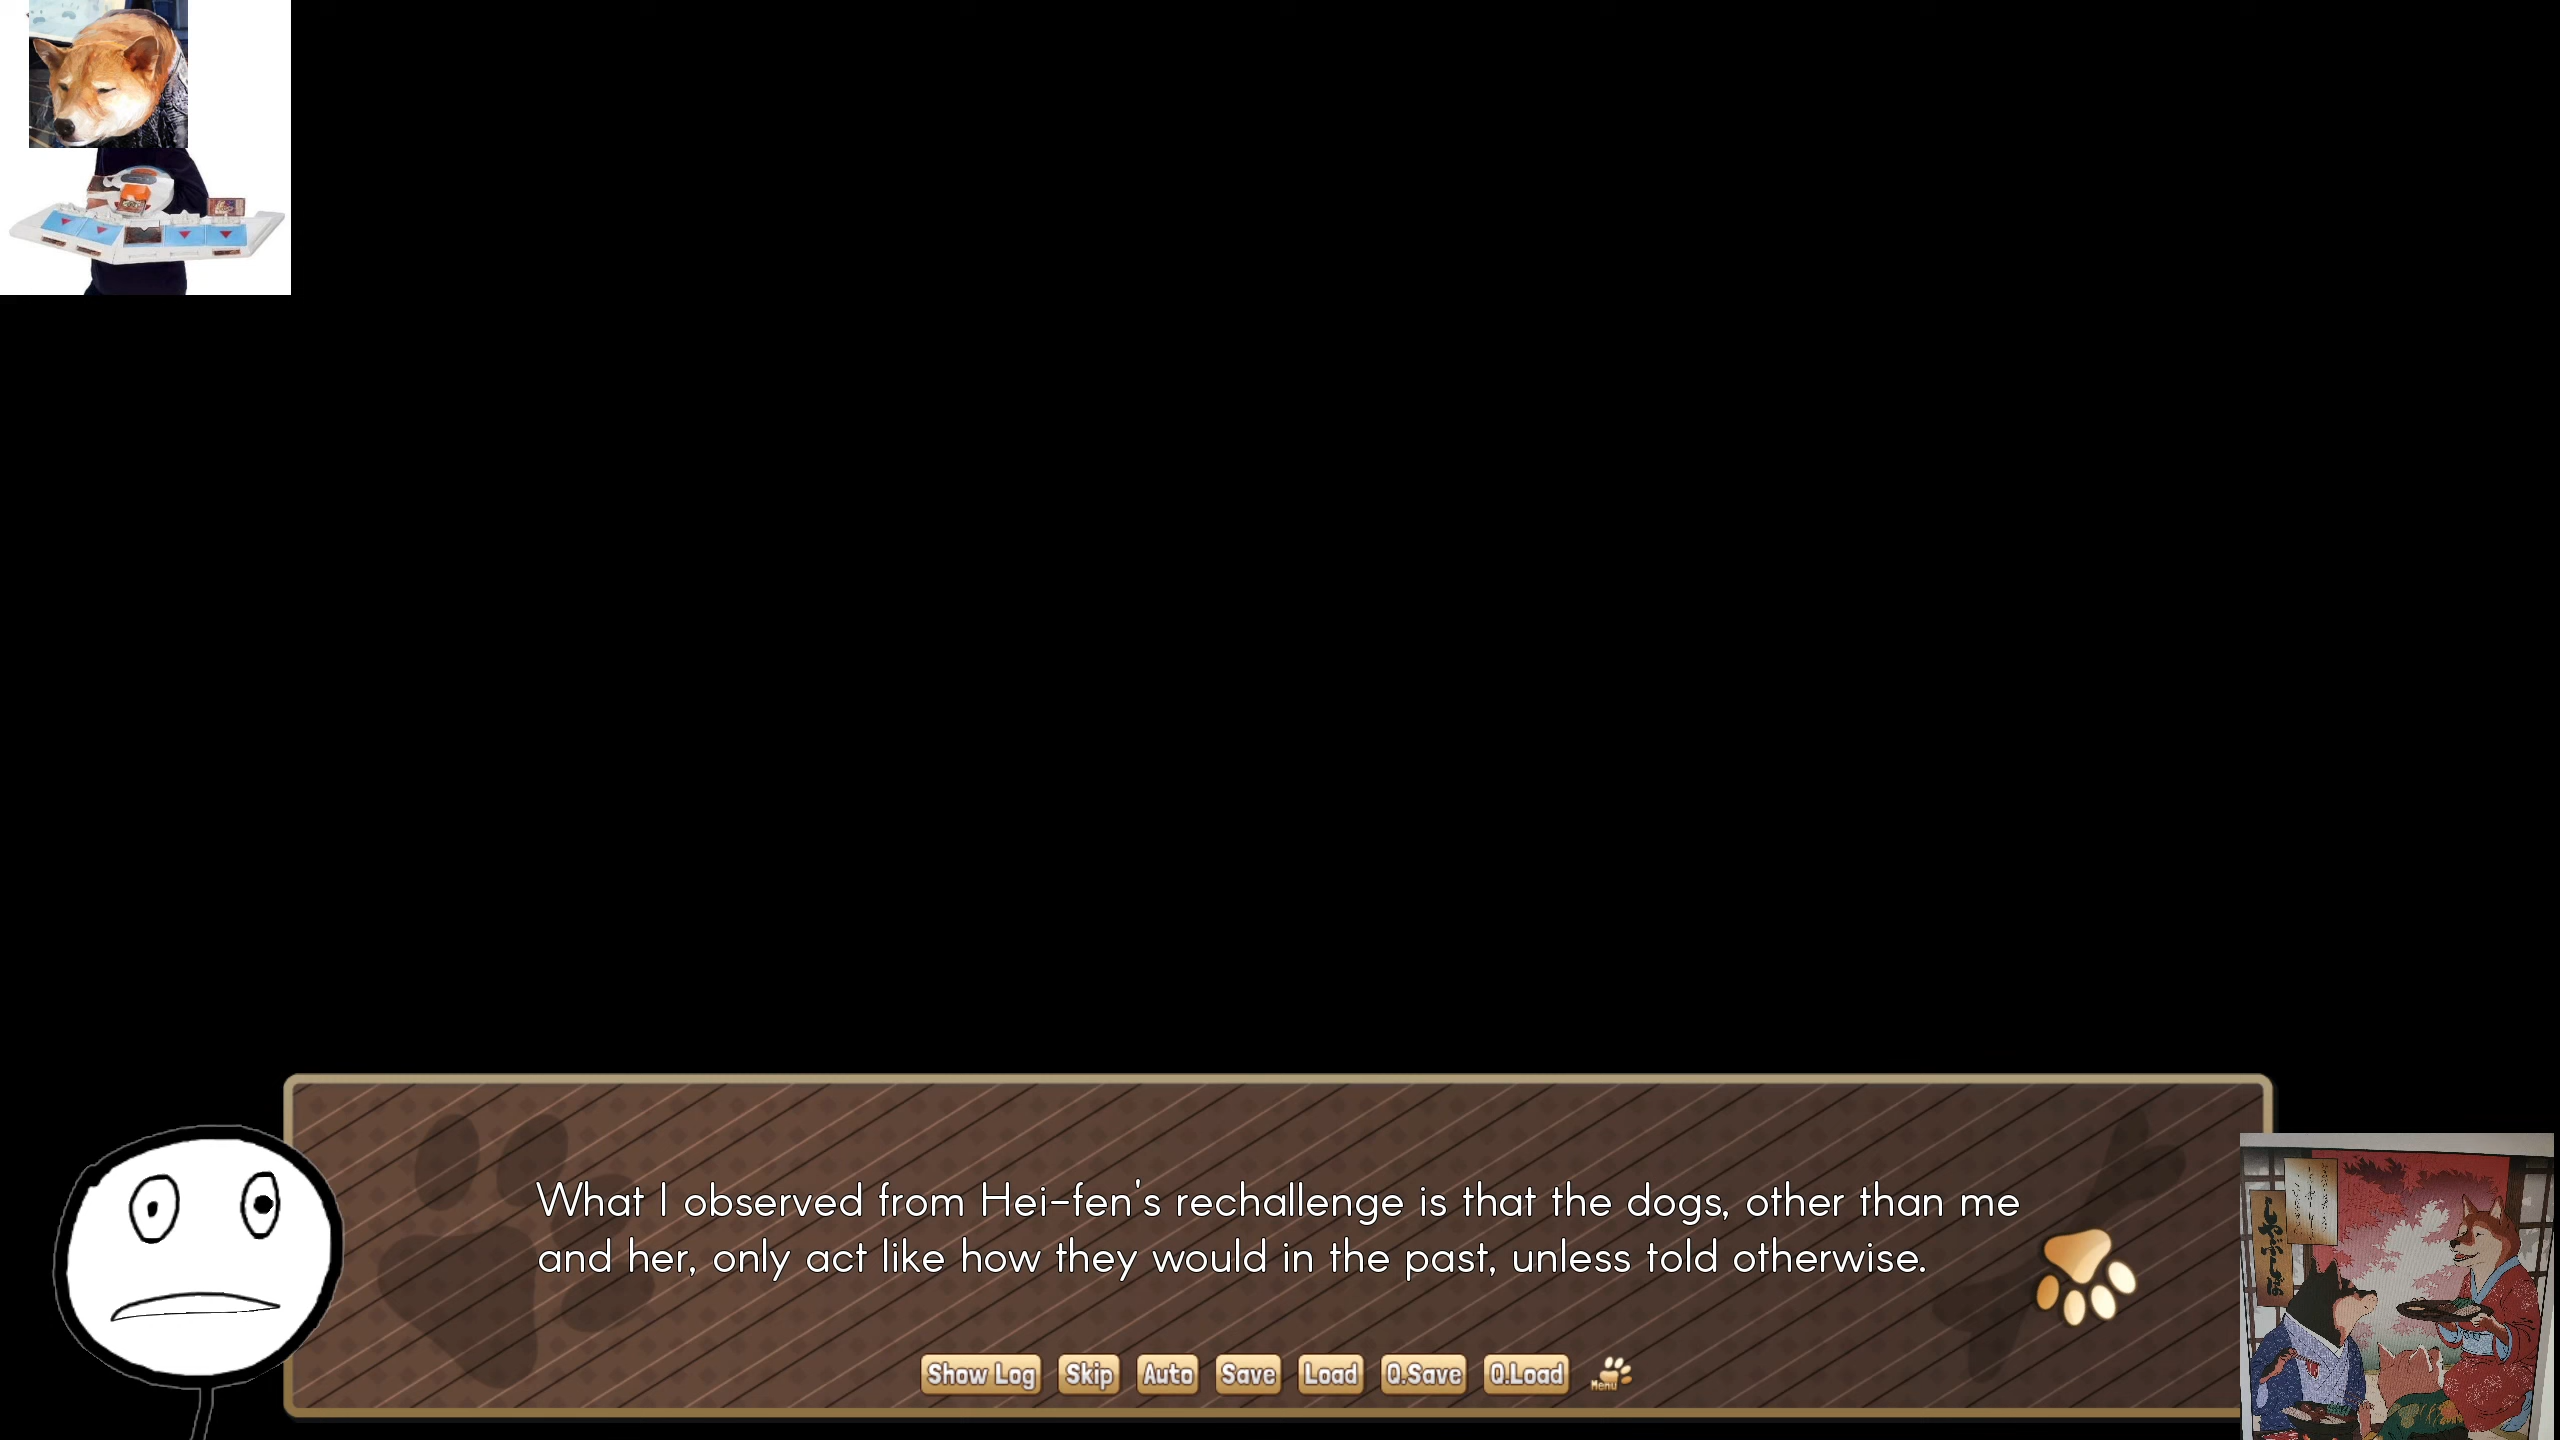 What I observed from Hei-fen's rechallenge is that the dogs, other than me
and her, only act like how they would in the past, unless told otherwise.
Show Log Skip Auto Save Load Q.Save Q.Load Menu